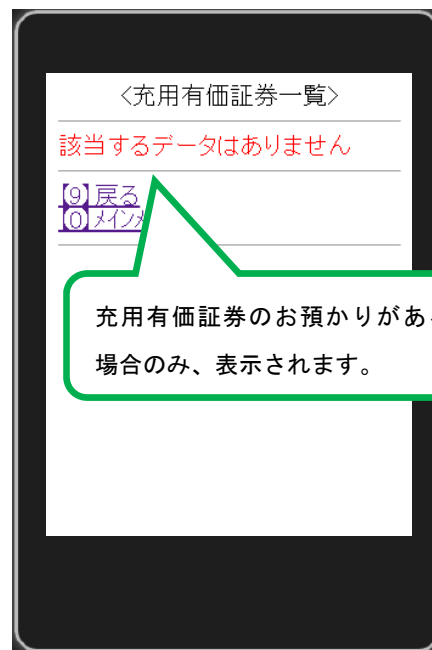 <充用有価証券一覧>
該当するデータはありません
【9】戻る
【0】メイン
充用有価証券のお預かりがあ
場合のみ、表示されます。